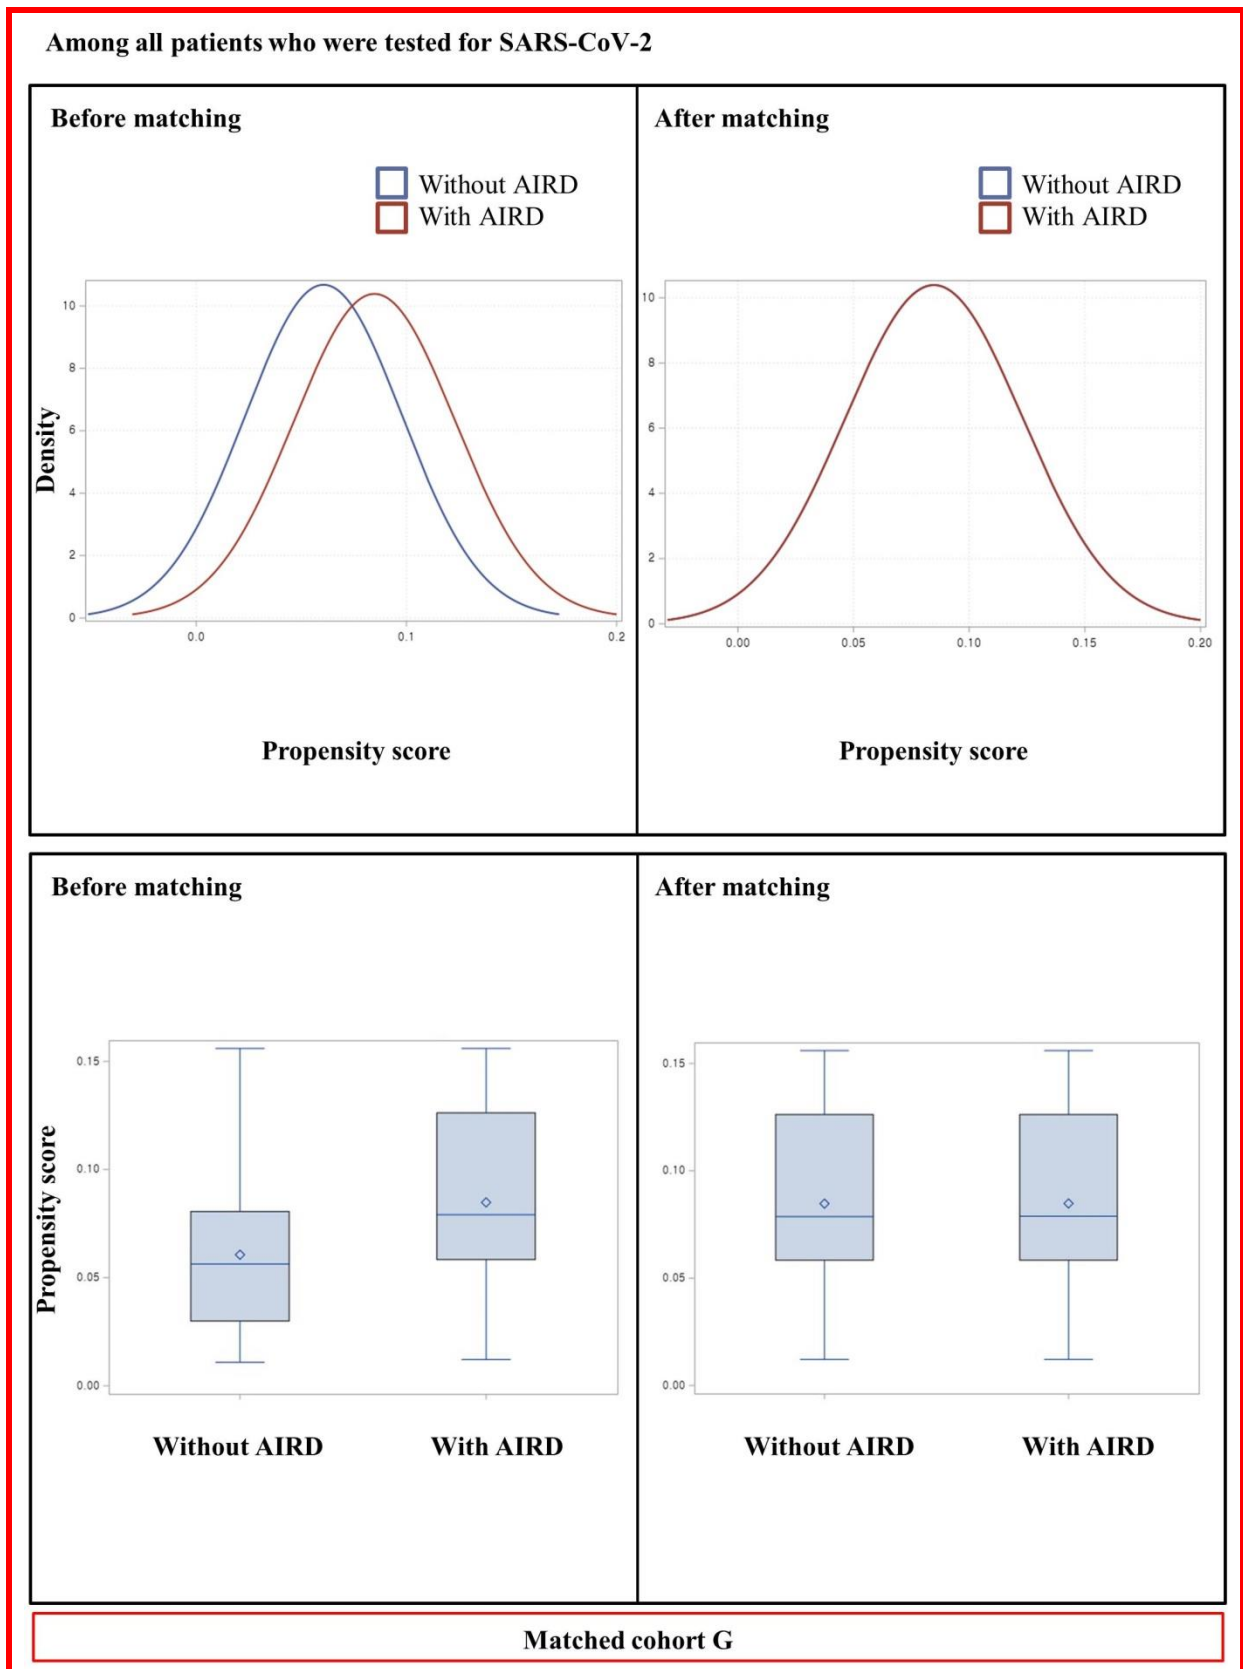 Among all patients who were tested for SARS-CoV-2
Before matching
Without AIRD
With AIRD
Density
10
8
6
4
2
0
0.0
0.1
0.2
Propensity score
After matching
Without AIRD
With AIRD
10
8
6
4
2
0
0.00
0.05
0.10
0.15
0.20
Propensity score
Before matching
Propensity score
0.15
0.10
0.05
0.00
Without AIRD
With AIRD
After matching
0.15
0.10
0.05
0.00
Without AIRD
With AIRD
Matched cohort G